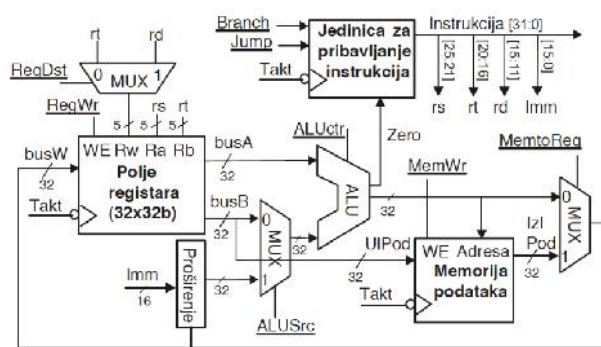 Branch
Jump
Takt
Jedinica za
pribavljanje
instrukcija
Instrukcija [31:0]
[25:21]
[20:16]
[15:11]
[15:0]
rs rt rd Imm
rt rd
RegDst
0 MUX 1
RegWr
rs rt
5 5 5
busW
32
WE Rw Ra Rb
Polje
registara
(32x32b)
Takt
busA
32
busB
32
ALUctr
Zero
ALU
32
0
MUX
1
32
ALUSrc
Imm
16
Proširenje
32
MemWr
UlPod
32
WE Adresa
Memorija
podataka
Takt
MemtoReg
Izl
Pod
32
0
MUX
1